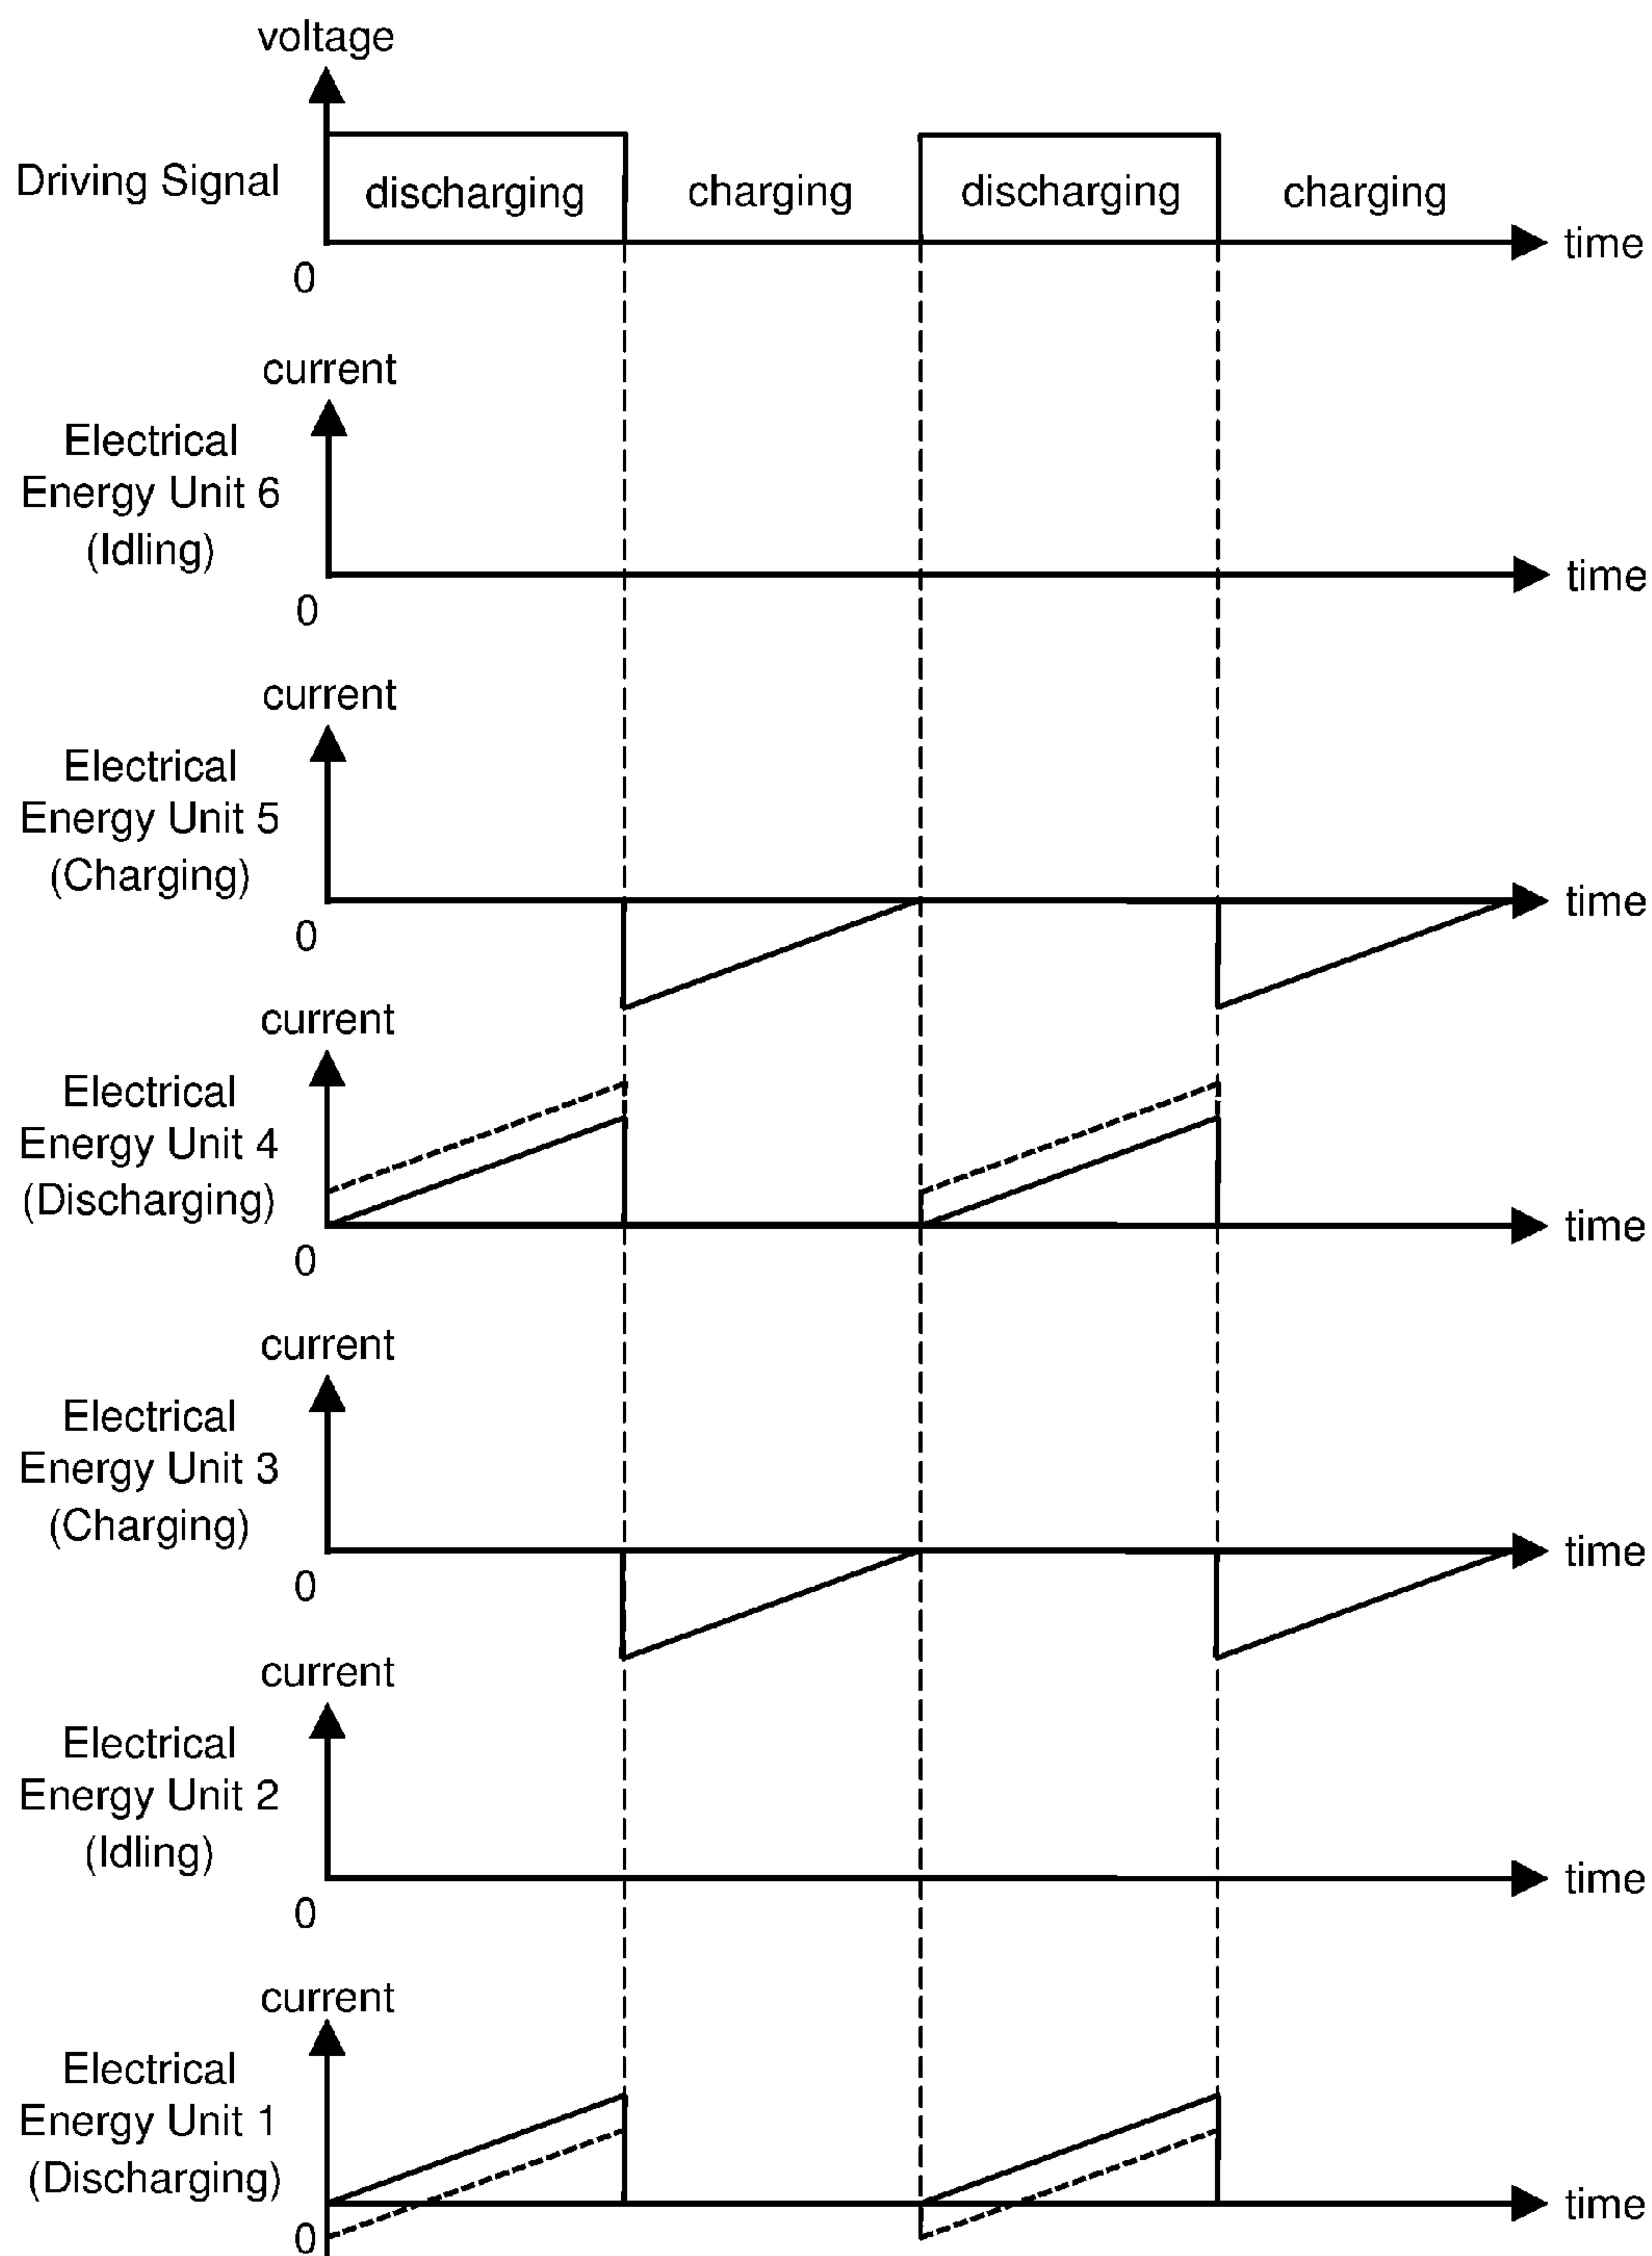 voltage
Driving Signal
discharging
charging
discharging
charging
time
0
current
Electrical
Energy Unit 6
(Idling)
time
0
current
Electrical
Energy Unit 5
(Charging)
time
0
current
Electrical
Energy Unit 4
(Discharging)
time
0
current
Electrical
Energy Unit 3
(Charging)
time
0
current
Electrical
Energy Unit 2
(Idling)
time
0
current
Electrical
Energy Unit 1
(Discharging)
time
0